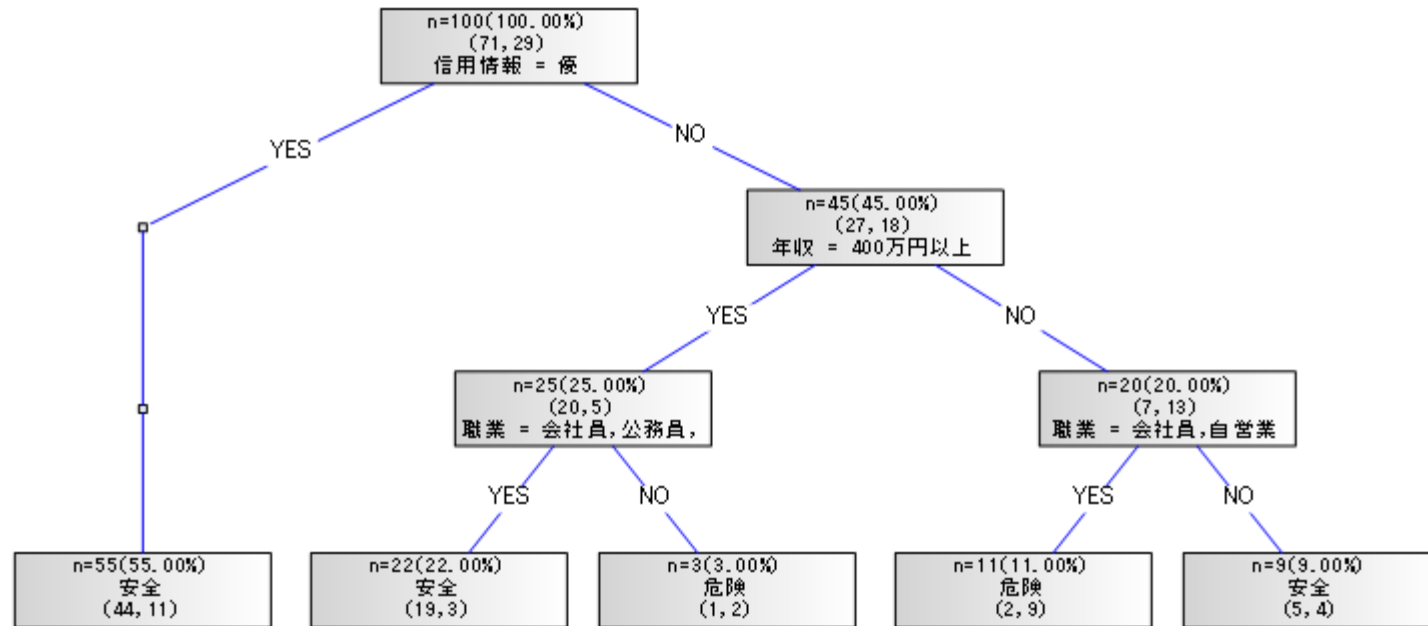 n=100(100.00%)
(71,29)
信用情報 = 優
YES
NO
n=45(45.00%)
(27,18)
年収 = 400万円以上
YES
NO
n=25(25.00%)
(20,5)
職業 = 会社員,公務員,
n=20(20.00%)
(7,13)
職業 = 会社員,自営業
YES
NO
YES
NO
n=55(55.00%)
安全
(44,11)
n=22(22.00%)
安全
(19,3)
n=3(3.00%)
危険
(1,2)
n=11(11.00%)
危険
(2,9)
n=9(9.00%)
安全
(5,4)